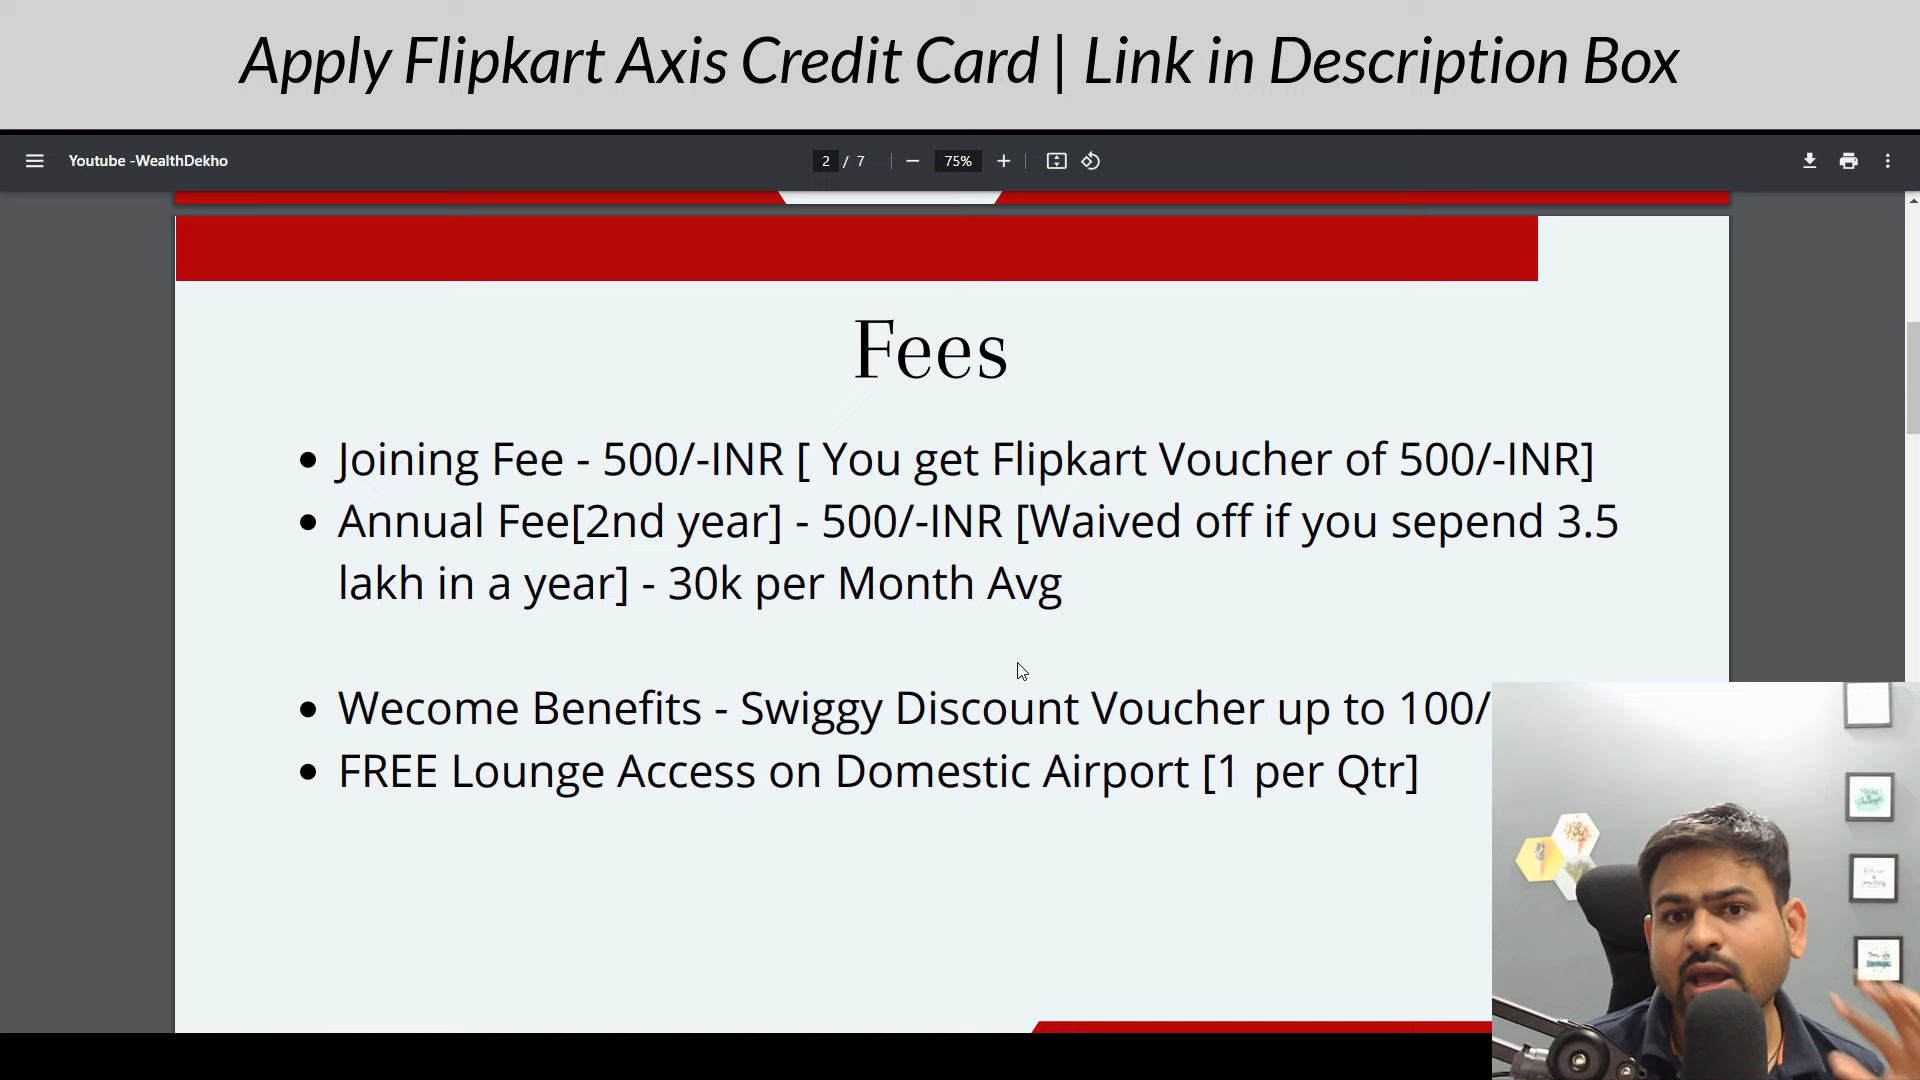 Apply Flipkart Axis Credit Card | Link in Description Box
Youtube -WealthDekho
2 / 7
75%
Fees
• Joining Fee - 500/-INR [ You get Flipkart Voucher of 500/-INR]
• Annual Fee[2nd year] - 500/-INR [Waived off if you sepend 3.5
lakh in a year] - 30k per Month Avg
• Wecome Benefits - Swiggy Discount Voucher up to 100/
• FREE Lounge Access on Domestic Airport [1 per Qtr]